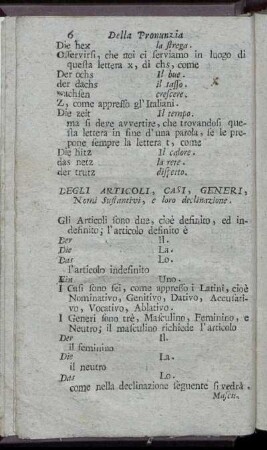 6 Della Pronunzia
Die hex la strega.
Osservisi, che noi ci serviamo in luogo di
questa lettera x, di chs, come
Der ochs Il bue.
der dachs il tasso.
wachsen crescere.
Z, come appresso gl'Italiani.
Die zeit Il tempo.
ma si deve avvertire, che trovandosi que-
sta lettera in fine d'una parola, se le pre-
pone sempre la lettera t, come
Die hitz Il calore.
das netz la rete.
der trutz dispetto.
DEGLI ARTICOLI, CASI, GENERI,
Nomi Sustantivi, e loro declinazione.
Gli Articoli sono due, cioè definito, ed in-
definito; l'articolo definito è
Der Il.
Die La.
Das Lo.
l'articolo indefinito
Ein Uno.
I Casi sono sei, come appresso i Latini, cioè
Nominativo, Genitivo, Dativo, Accusati-
vo, Vocativo, Ablativo.
I Generi sono trè, Masculino, Feminino, e
Neutro; il masculino richiede l'articolo
Der Il.
il feminino
Die La.
il neutro
Das Lo.
come nella declinazione seguente si vedrà.
Mascu.